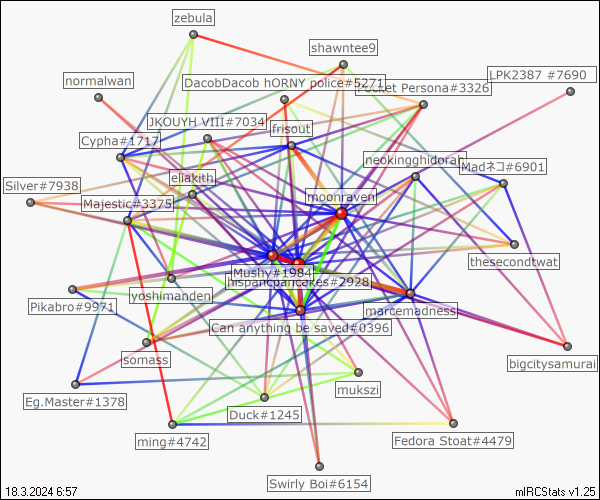 zebula
shawntee9
LPK2387 #7690
normalwan
DacobDacob hORNY police#5271
Pocket Persona#3326
JKOUYH VIII#7034
frisout
Cypha#1717
neokingghidorah
Madネコ#6901
Silver#7938
ellakith
moonraven
Majestic#3375
thesecondtwat
Mushy#1984
hispancpancakes#2928
yoshimanden
Pikabro#9971
marcemadness
Can anything be saved#0396
somass
bigcitysamurai
mukszi
Eg.Master#1378
Duck#1245
ming#4742
Fedora Stoat#4479
Swirly Boi#6154
18.3.2024 6:57
mIRCStats v1.25